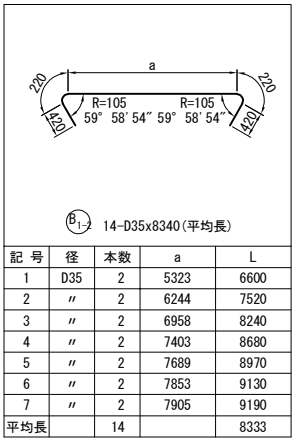 a
220
220
R=105
R=105
59° 58′54″
59° 58′54″
420
420
B1-2
14-D35x8340(平均長)
記 号 径 本数 a L
1 D35 2 5323 6600
2 〃 2 6244 7520
3 〃 2 6958 8240
4 〃 2 7403 8680
5 〃 2 7689 8970
6 〃 2 7853 9130
7 〃 2 7905 9190
平均長 14 8333